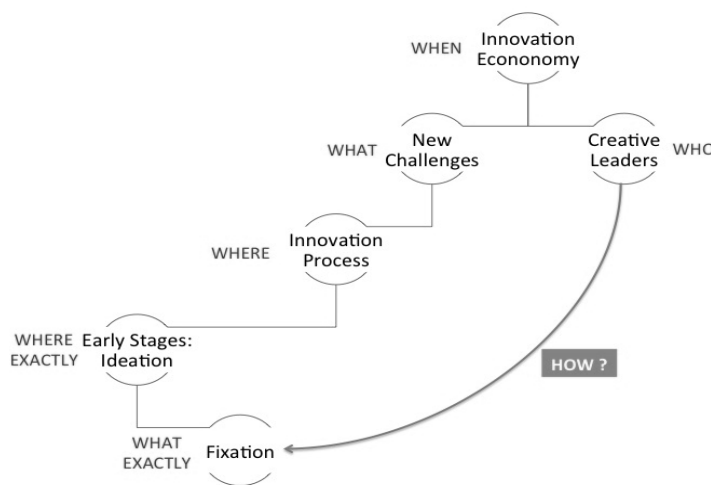 WHEN
Innovation
Econonomy
WHAT
New
Challenges
Creative
Leaders
WHO
WHERE
Innovation
Process
WHERE
EXACTLY
Early Stages:
Ideation
HOW ?
WHAT
EXACTLY
Fixation